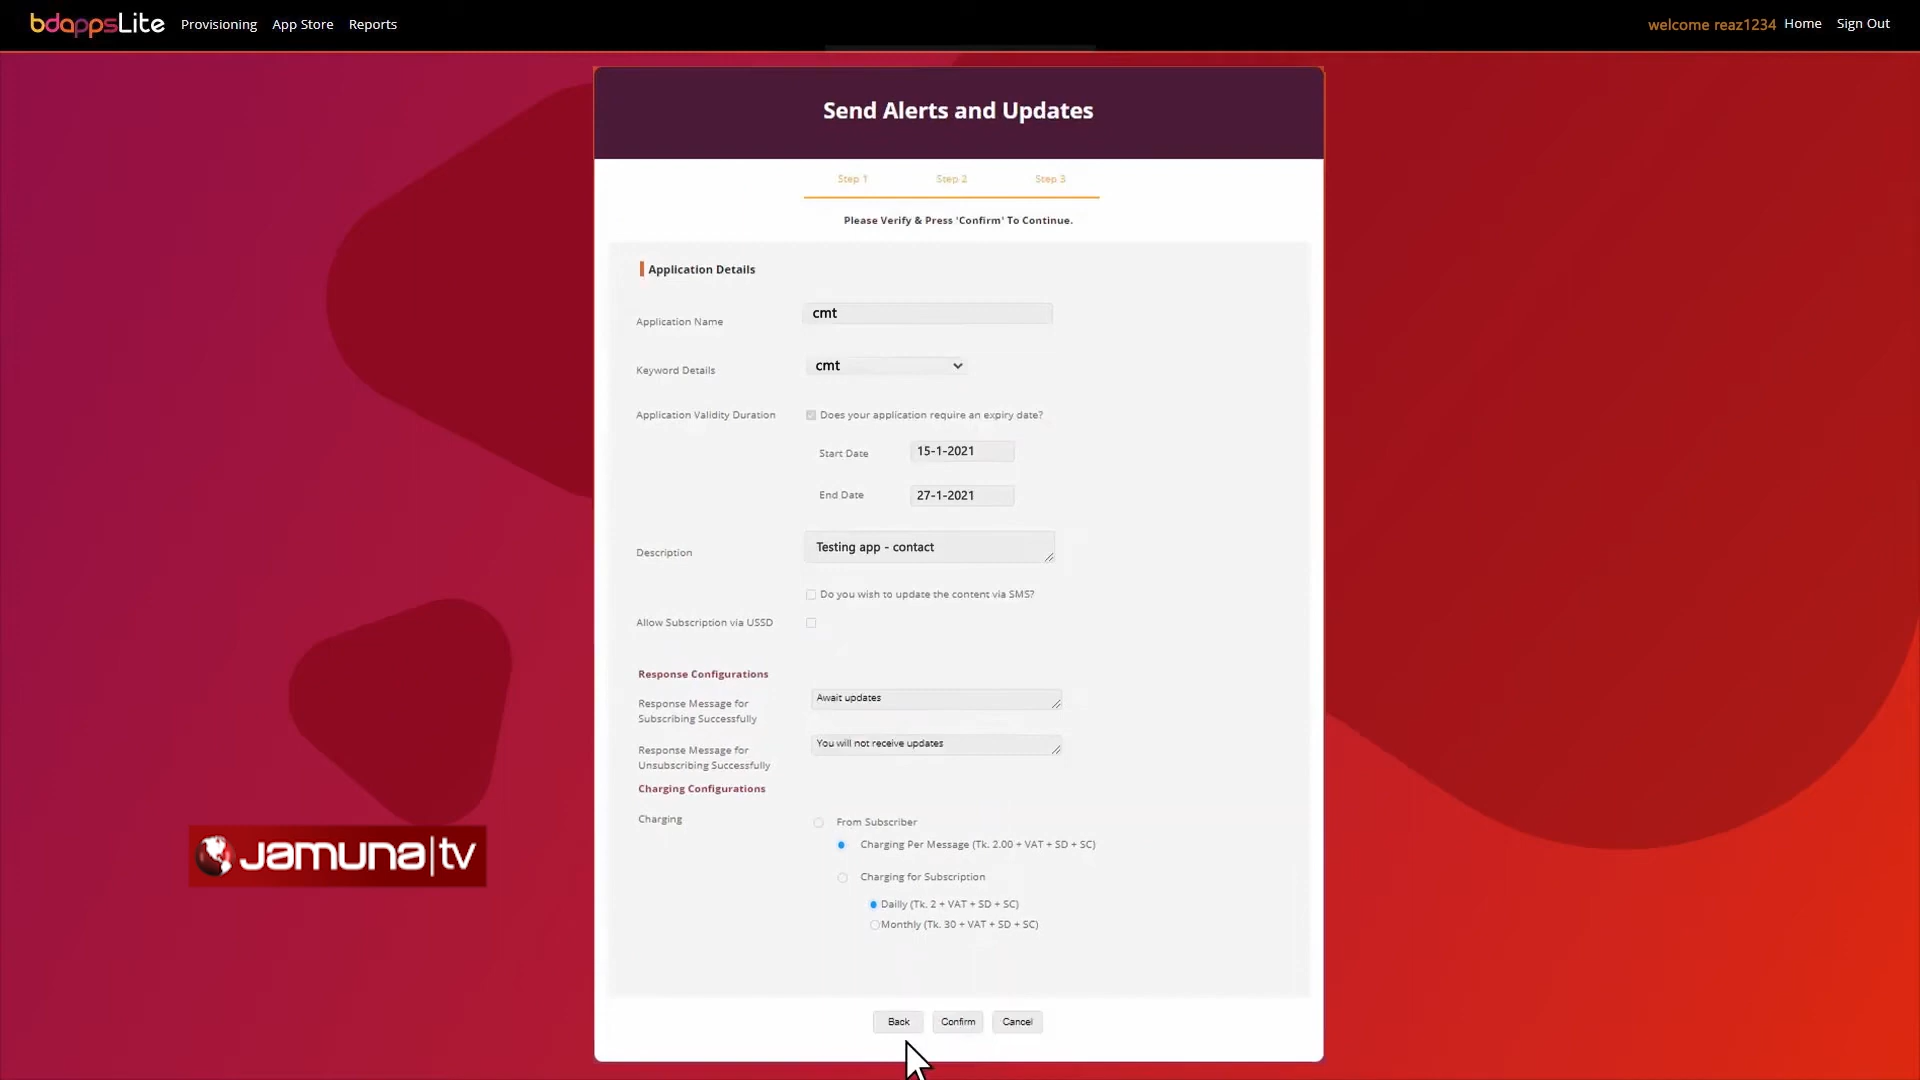 bdappsLite Provisioning App Store Reports welcome reaz1234 Home Sign Out
Send Alerts and Updates
Step 1 Step 2 Step 3
Please Verify & Press 'Confirm' To Continue.
Application Details
Application Name cmt
Keyword Details cmt
Application Validity Duration Does your application require an expiry date?
Start Date 15-1-2021
End Date 27-1-2021
Description Testing app - contact
Do you wish to update the content via SMS?
Allow Subscription via USSD
Response Configurations
Response Message for
Subscribing Successfully
Await updates
Response Message for
Unsubscribing Successfully
You will not receive updates
Charging Configurations
Charging From Subscriber
Charging Per Message (Tk. 2.00 + VAT + SD + SC)
Charging for Subscription
Dailly (Tk. 2 + VAT + SD + SC)
Monthly (Tk. 30 + VAT + SD + SC)
Jamuna|tv
Back Confirm Cancel